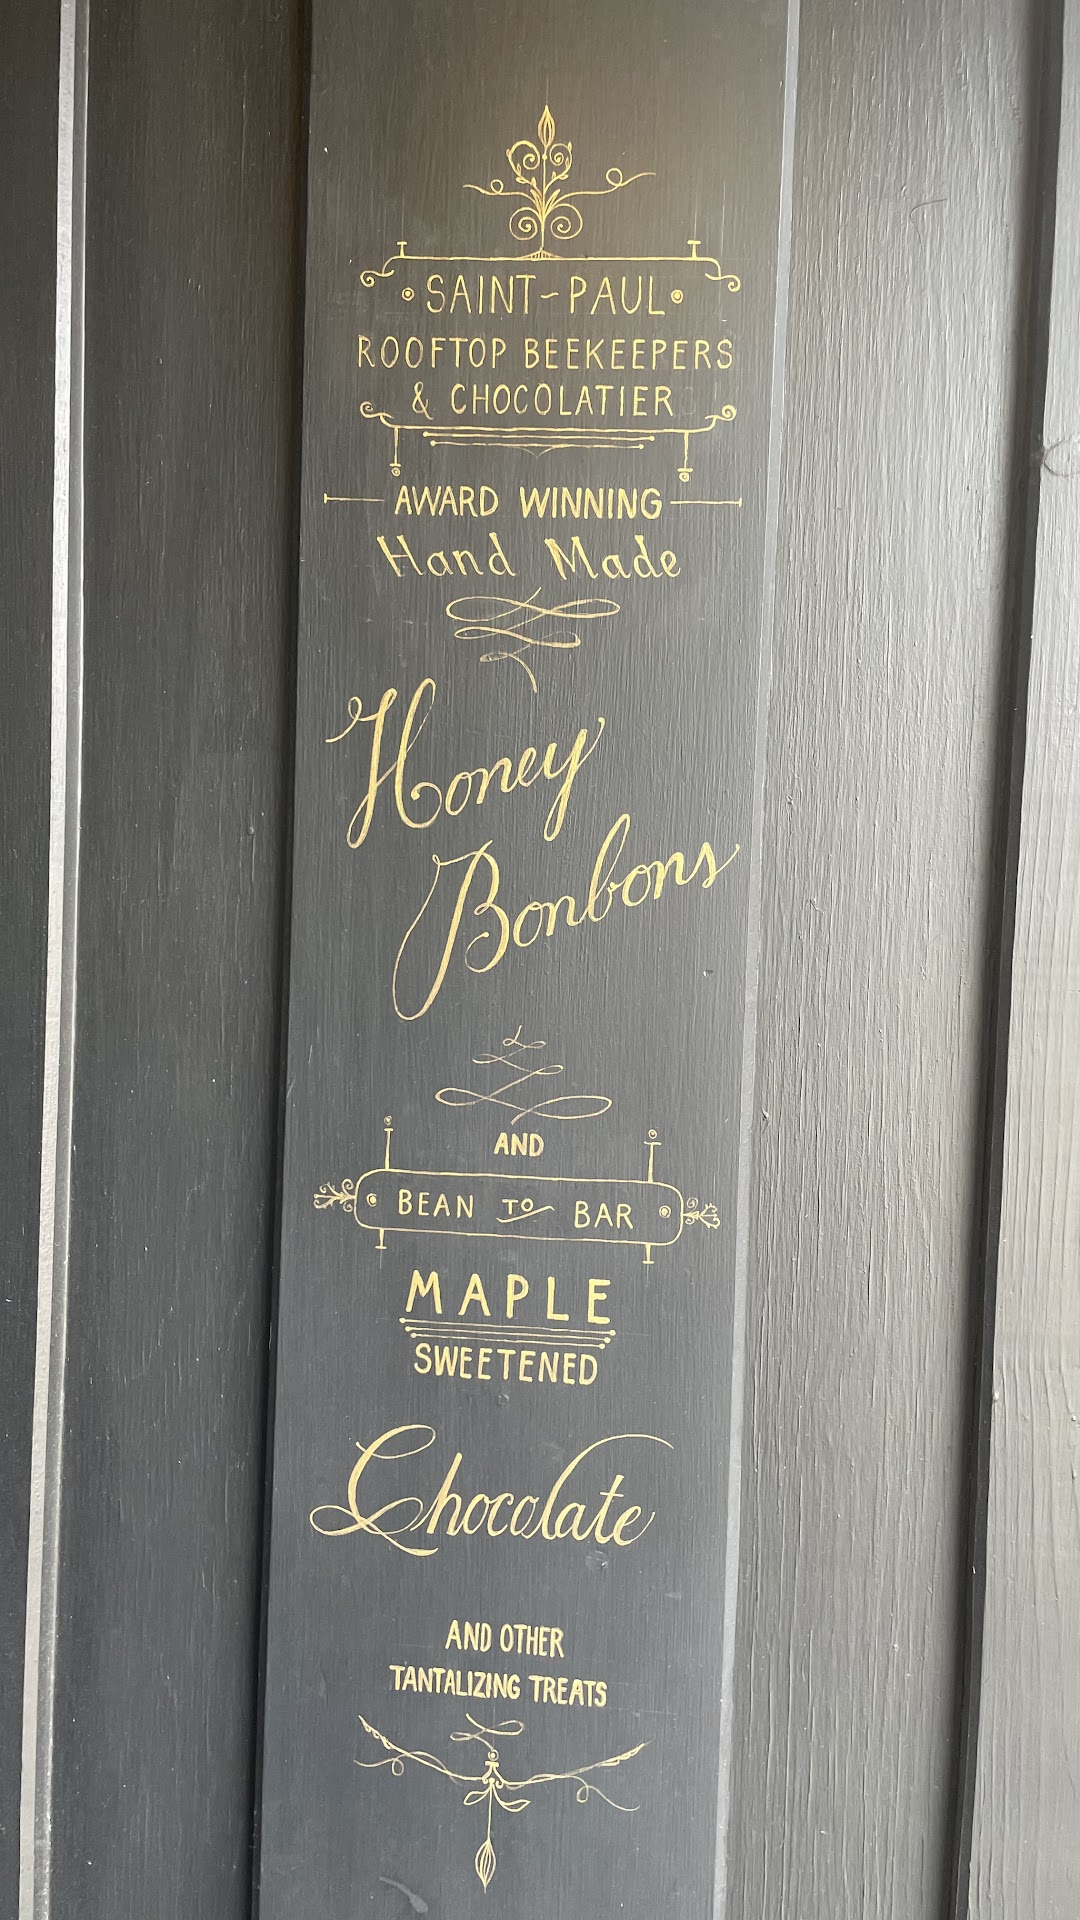 SAINT-PAUL
ROOFTOP BEEKEEPERS
& CHOCOLATIER
AWARD WINNING
Hand Made
Honey
Bonbons
AND
BEAN TO BAR
MAPLE
SWEETENED
Chocolate
AND OTHER
TANTALIZING TREATS